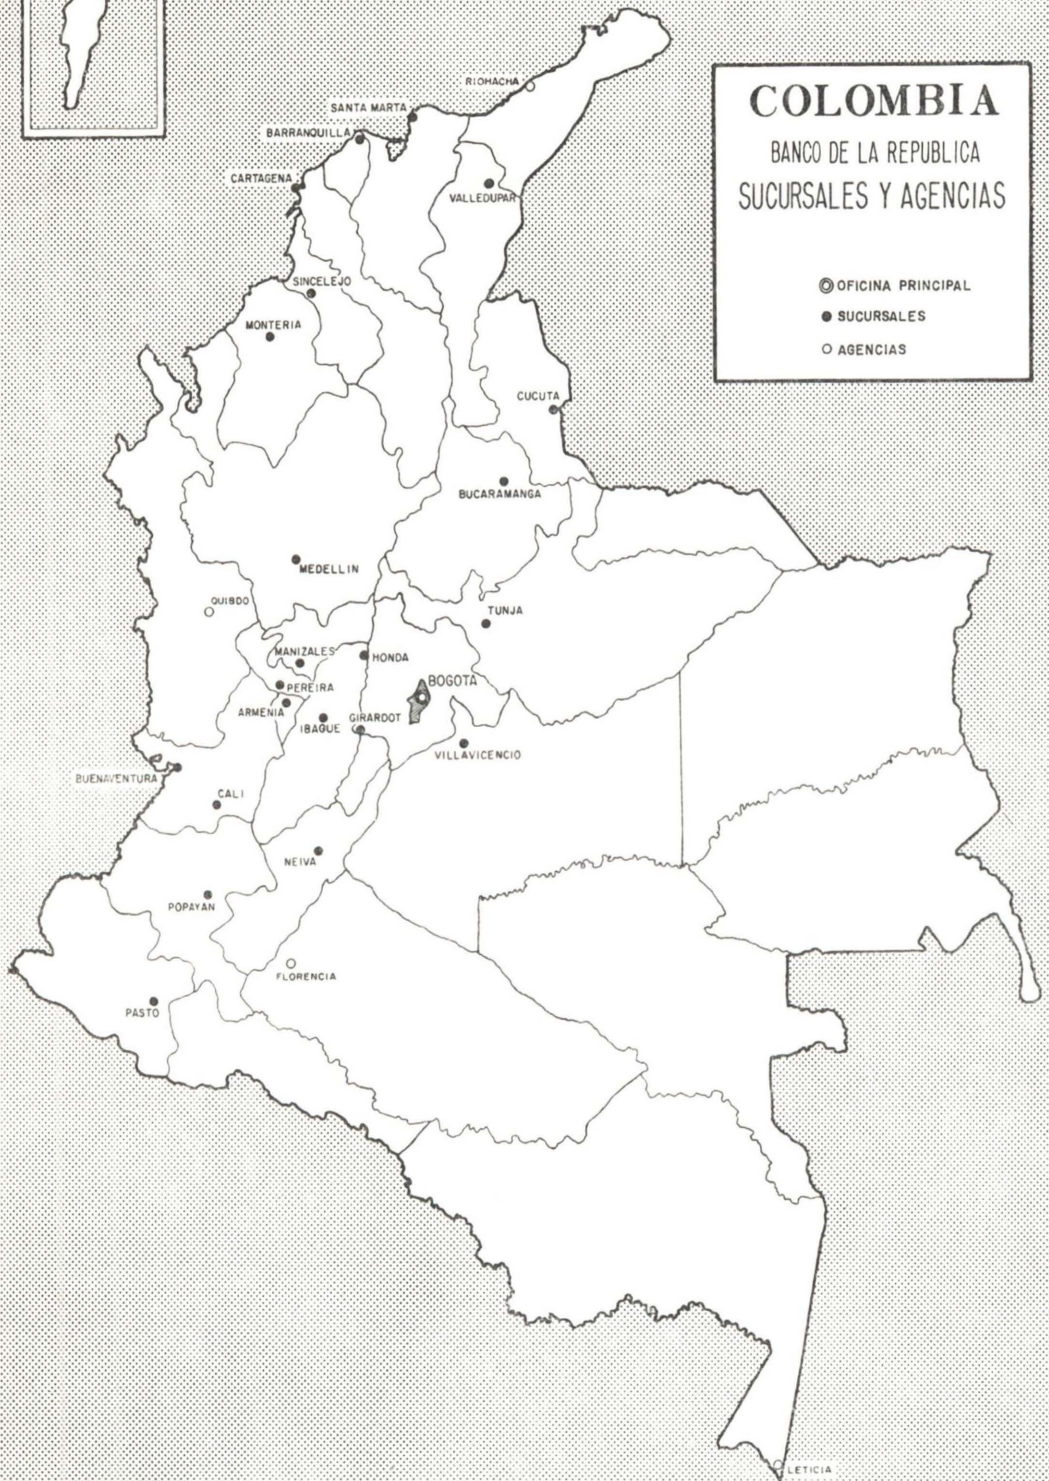 COLOMBIA
BANCO DE LA REPUBLICA
SUCURSALES Y AGENCIAS
OFICINA PRINCIPAL
SUCURSALES
AGENCIAS
RIOHACHA
SANTA MARTA
BARRANQUILLA
CARTAGENA
VALLEDUPAR
SINCELEJO
MONTERIA
CUCUTA
BUCARAMANGA
MEDELLIN
QUIBDO
TUNJA
MANIZALES
HONDA
PEREIRA
BOGOTA
ARMENIA
IBAGUE
GIRARDOT
VILLAVICENCIO
BUENAVENTURA
CALI
NEIVA
POPAYAN
FLORENCIA
PASTO
LETICIA